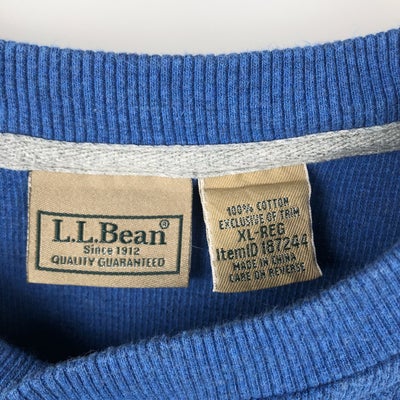 L.L.Bean®
Since 1912
QUALITY GUARANTEED
100% COTTON
EXCLUSIVE OF TRIM
XL-REG
ItemID 187244
MADE IN CHINA
CARE ON REVERSE